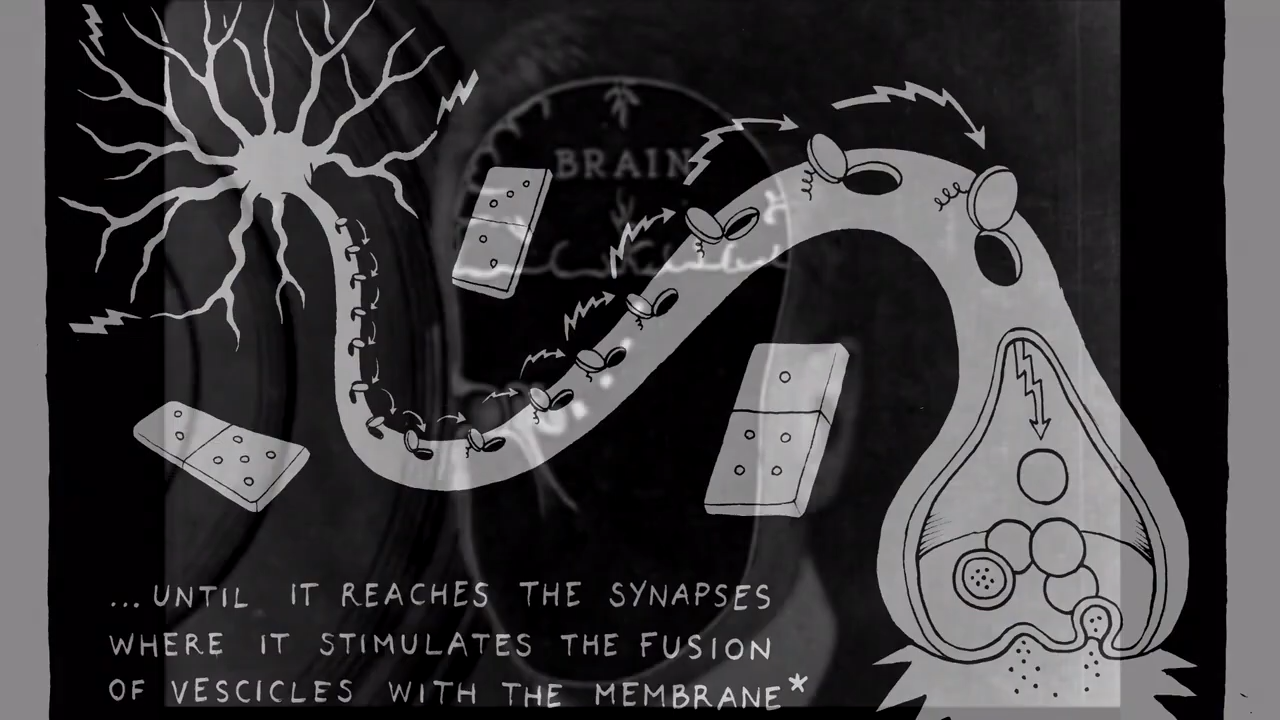 BRAIN
...UNTIL IT REACHES THE SYNAPSES
WHERE IT STIMULATES THE FUSION
OF VESCICLES WITH THE MEMBRANE*